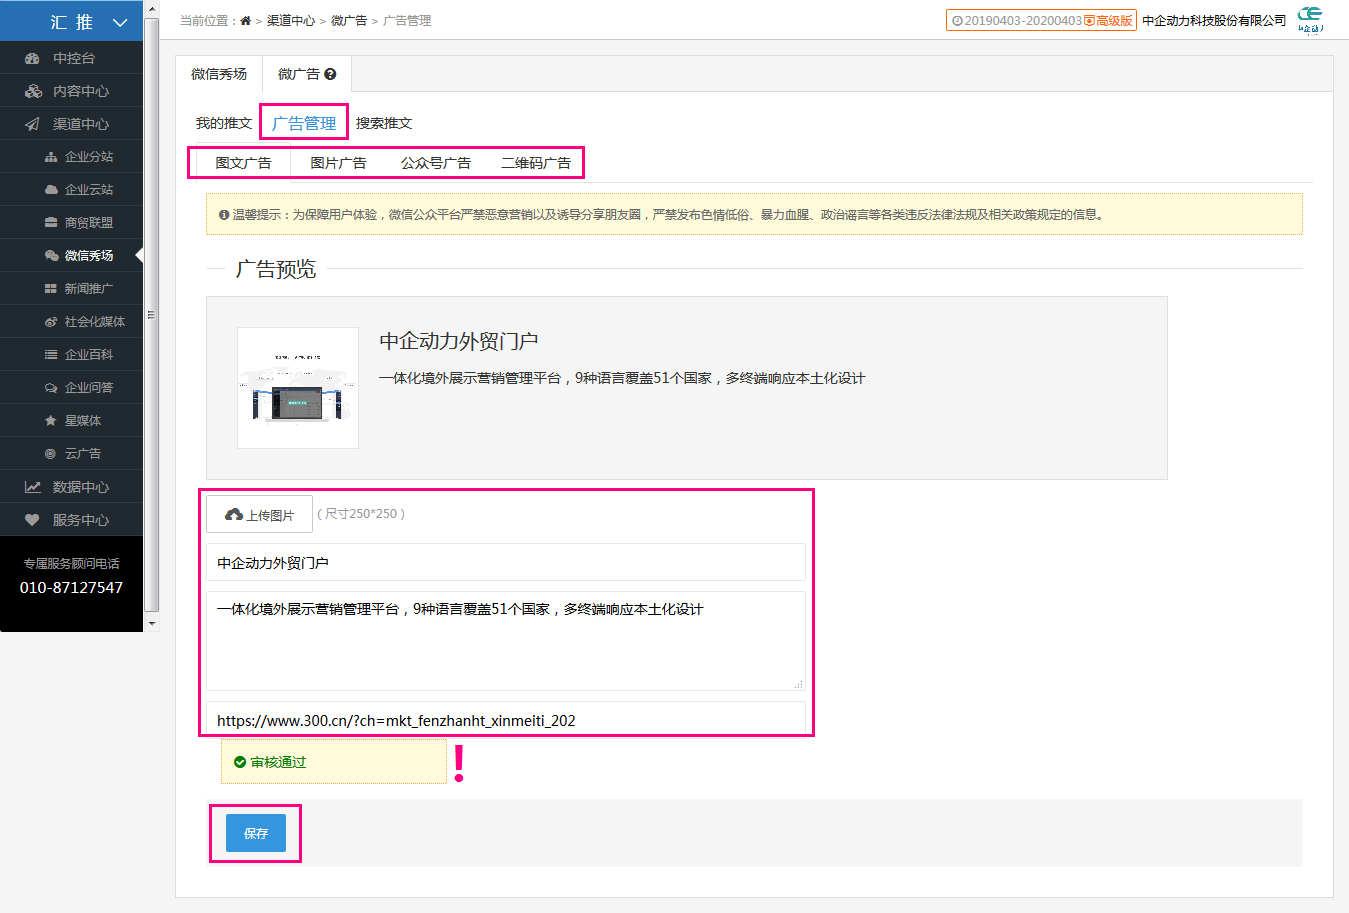 汇 推
中控台
内容中心
渠道中心
企业分站
企业云站
商贸联盟
微信秀场
新闻推广
社会化媒体
企业百科
企业问答
星媒体
云广告
数据中心
服务中心
专属服务顾问电话
010-87127547
当前位置： > 渠道中心 > 微广告 > 广告管理
20190403-20200403 高级版 中企动力科技股份有限公司
微信秀场 微广告
我的推文 广告管理 搜索推文
图文广告 图片广告 公众号广告 二维码广告
温馨提示：为保障用户体验，微信公众平台严禁恶意营销以及诱导分享朋友圈，严禁发布色情低俗、暴力血腥、政治谣言等各类违反法律法规及相关政策规定的信息。
广告预览
中企动力外贸门户
一体化境外展示营销管理平台，9种语言覆盖51个国家，多终端响应本土化设计
上传图片 ( 尺寸250*250 )
中企动力外贸门户
一体化境外展示营销管理平台，9种语言覆盖51个国家，多终端响应本土化设计
https://www.300.cn/?ch=mkt_fenzhanht_xinmeiti_202
审核通过 !
保存